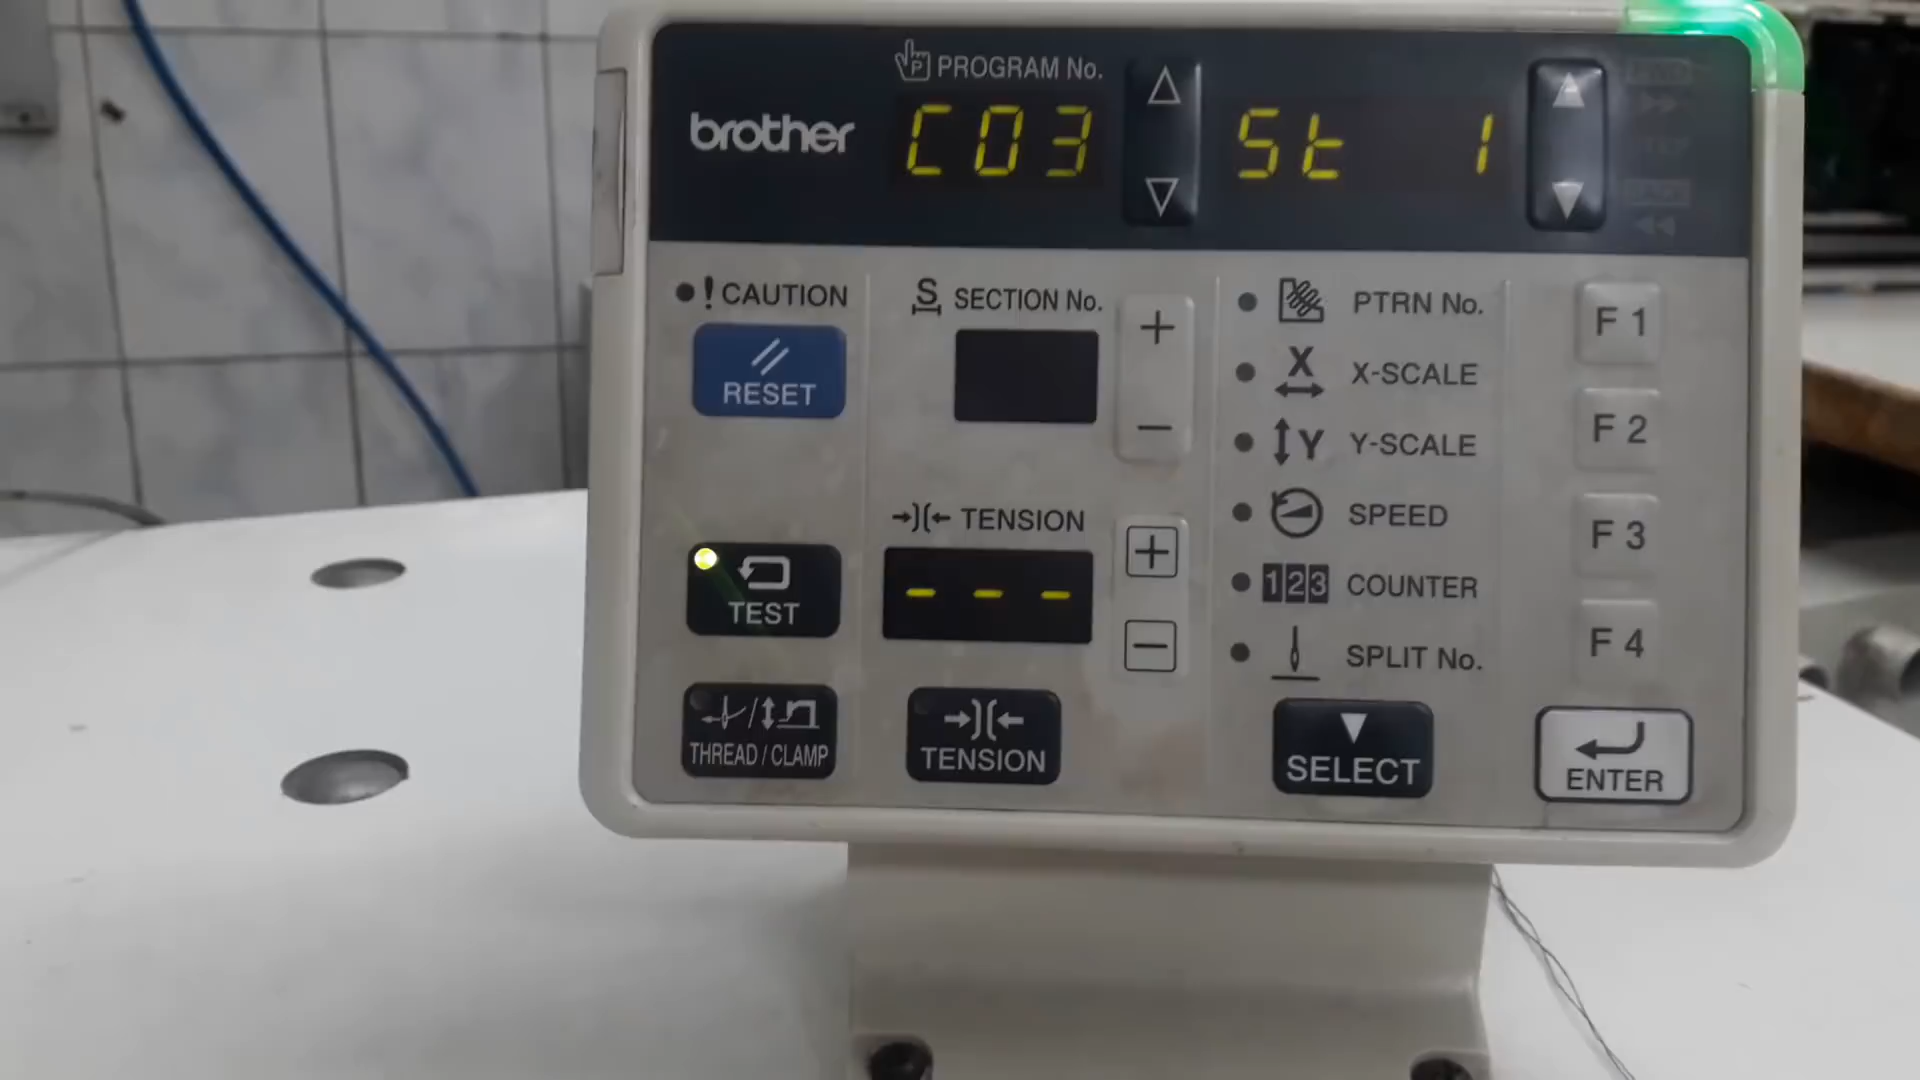 PROGRAM No.
brother
C03
St 1
! CAUTION
RESET
S SECTION No.
+
−
PTRN No.
X X-SCALE
Y Y-SCALE
SPEED
123 COUNTER
SPLIT No.
F 1
F 2
F 3
F 4
TENSION
- - -
+
−
TEST
THREAD / CLAMP
TENSION
SELECT
ENTER